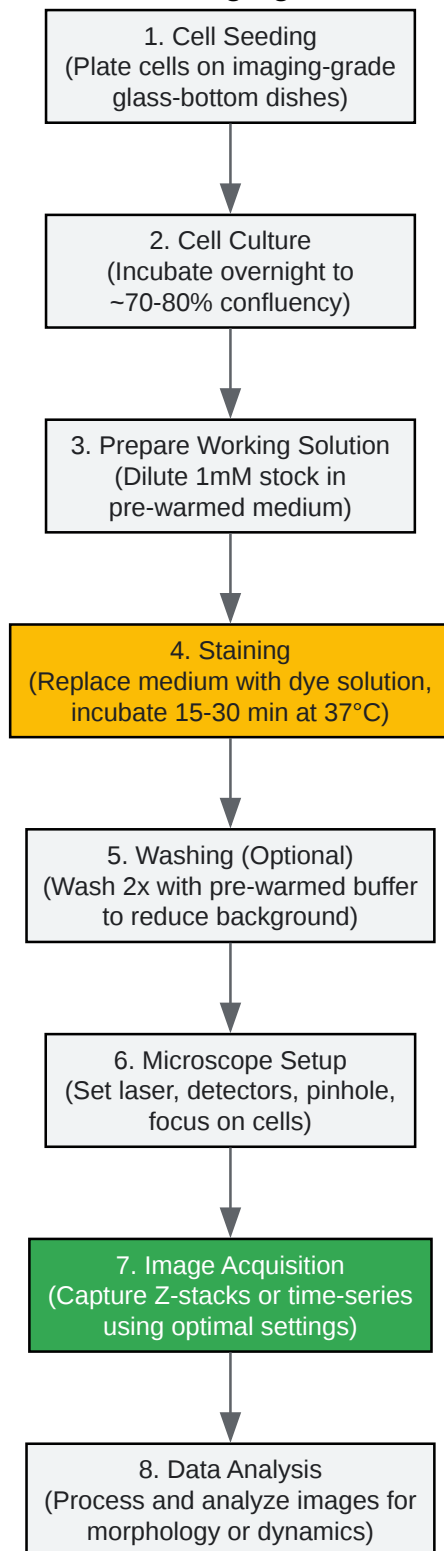 1. Cell Seeding
(Plate cells on imaging-grade
glass-bottom dishes)
2. Cell Culture
(Incubate overnight to
~70-80% confluency)
3. Prepare Working Solution
(Dilute 1mM stock in
pre-warmed medium)
4. Staining
(Replace medium with dye solution,
incubate 15-30 min at 37°C)
5. Washing (Optional)
(Wash 2x with pre-warmed buffer
to reduce background)
6. Microscope Setup
(Set laser, detectors, pinhole,
focus on cells)
7. Image Acquisition
(Capture Z-stacks or time-series
using optimal settings)
8. Data Analysis
(Process and analyze images for
morphology or dynamics)